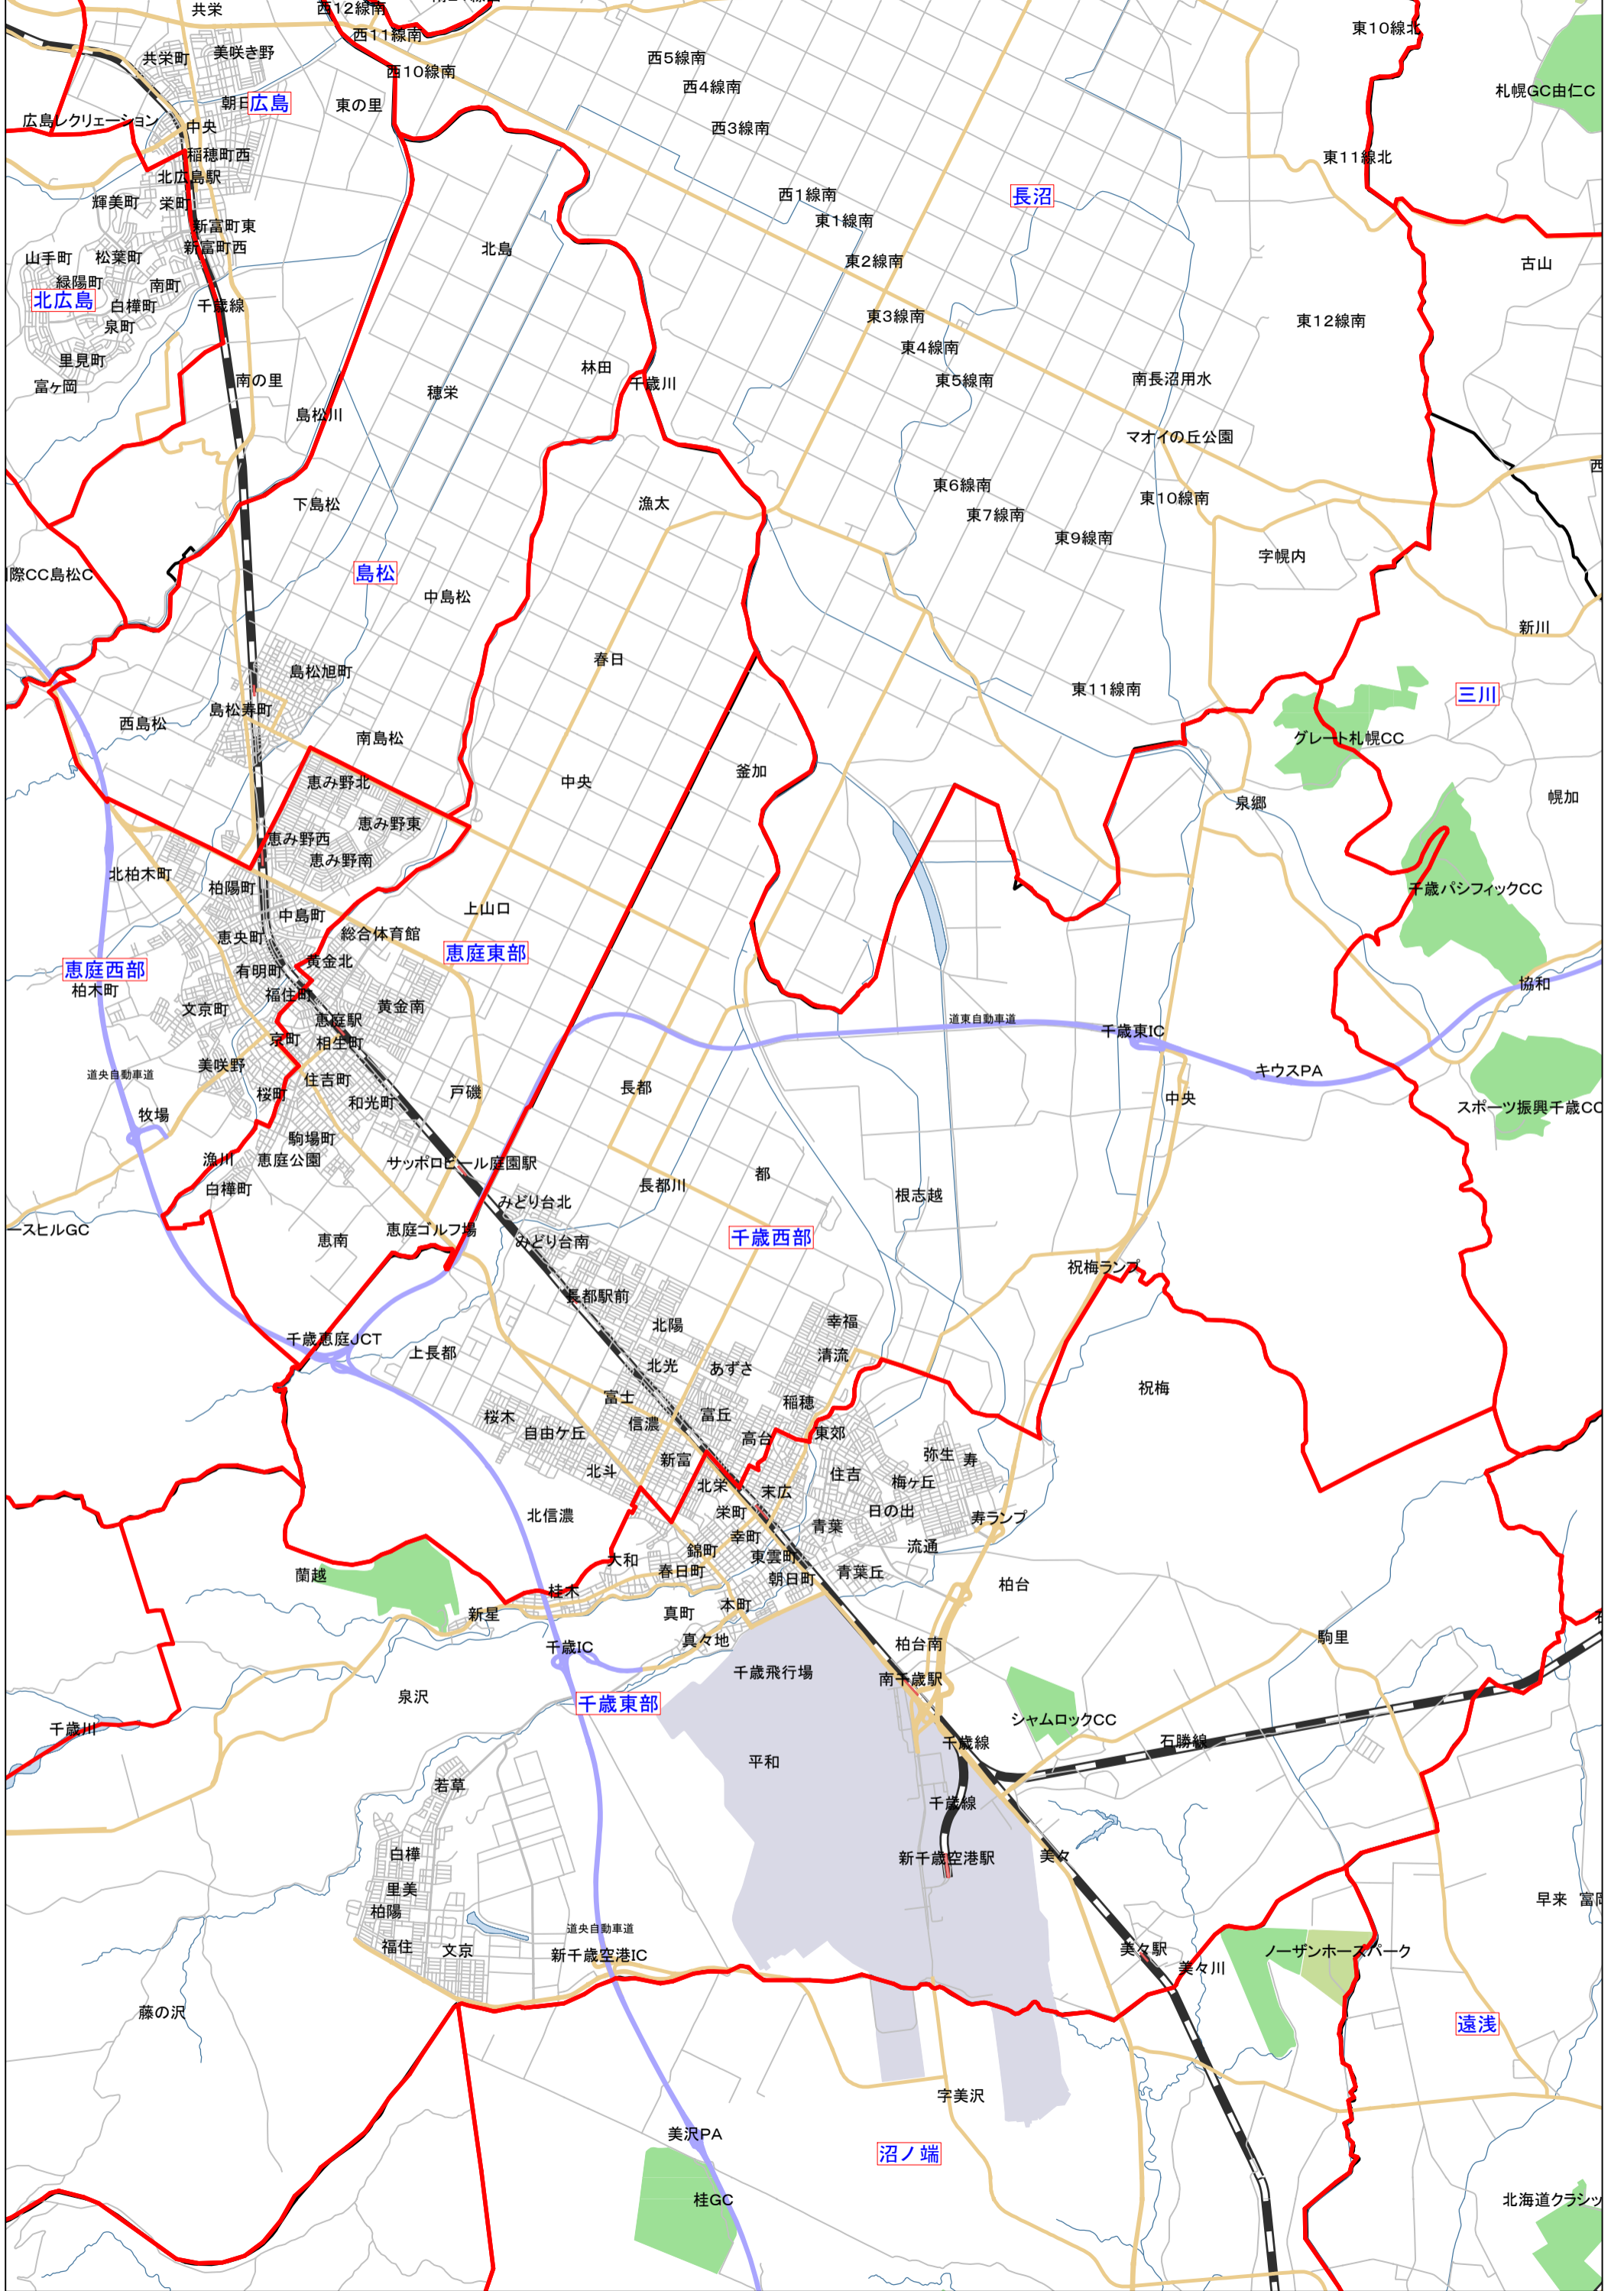 共栄
西12線南
西11線南
東10線北
共栄町
美咲き野
西5線南
西10線南
西4線南
札幌GC由仁C
広島
東の里
広島レクリェーション
中央
西3線南
稲穂町西
東11線北
北広島駅
輝美町
栄町
西1線南
長沼
新富町東
東1線南
新富町西
北島
山手町
松葉町
東2線南
古山
緑陽町
南町
北広島
白樺町
千歳線
東3線南
東12線南
泉町
東4線南
里見町
林田
富ヶ岡
南の里
千歳川
東5線南
南長沼用水
穂栄
島松川
マオイの丘公園
東6線南
東10線南
下島松
漁太
東7線南
東9線南
字幌内
際CC島松C
島松
中島松
新川
春日
島松旭町
東11線南
三川
島松寿町
西島松
南島松
グレート札幌CC
恵み野北
中央
釜加
泉郷
幌加
恵み野東
恵み野西
恵み野南
北柏木町
柏陽町
千歳パシフィックCC
中島町
上山口
恵央町
総合体育館
恵庭東部
恵庭西部
有明町
黄金北
柏木町
福住町
協和
文京町
黄金南
恵庭駅
道東自動車道
千歳東IC
京町
相生町
美咲野
キウスPA
道央自動車道
住吉町
長都
桜町
戸磯
中央
和光町
スポーツ振興千歳CC
牧場
駒場町
漁川
恵庭公園
サッポロビール庭園駅
都
白樺町
長都川
根志越
みどり台北
ースヒルGC
恵庭ゴルフ場
千歳西部
恵南
みどり台南
祝梅ランプ
長都駅前
千歳恵庭JCT
北陽
幸福
上長都
清流
北光
あずさ
祝梅
富士
稲穂
桜木
信濃
富丘
自由ケ丘
高台
東郊
弥生
新富
寿
北斗
住吉
梅ヶ丘
北栄
末広
北信濃
栄町
日の出
寿ランプ
青葉
幸町
流通
錦町
大和
東雲町
蘭越
春日町
朝日町
青葉丘
柏台
桂木
新星
真町
本町
駒里
千歳IC
真々地
柏台南
千歳飛行場
南千歳駅
泉沢
千歳東部
シャムロックCC
千歳川
千歳線
石勝線
平和
若草
千歳線
白樺
新千歳空港駅
美々
里美
早来
柏陽
道央自動車道
福住
文京
新千歳空港IC
美々駅
ノーザンホースパーク
美々川
藤の沢
遠浅
字美沢
美沢PA
沼ノ端
桂GC
北海道クラシッ